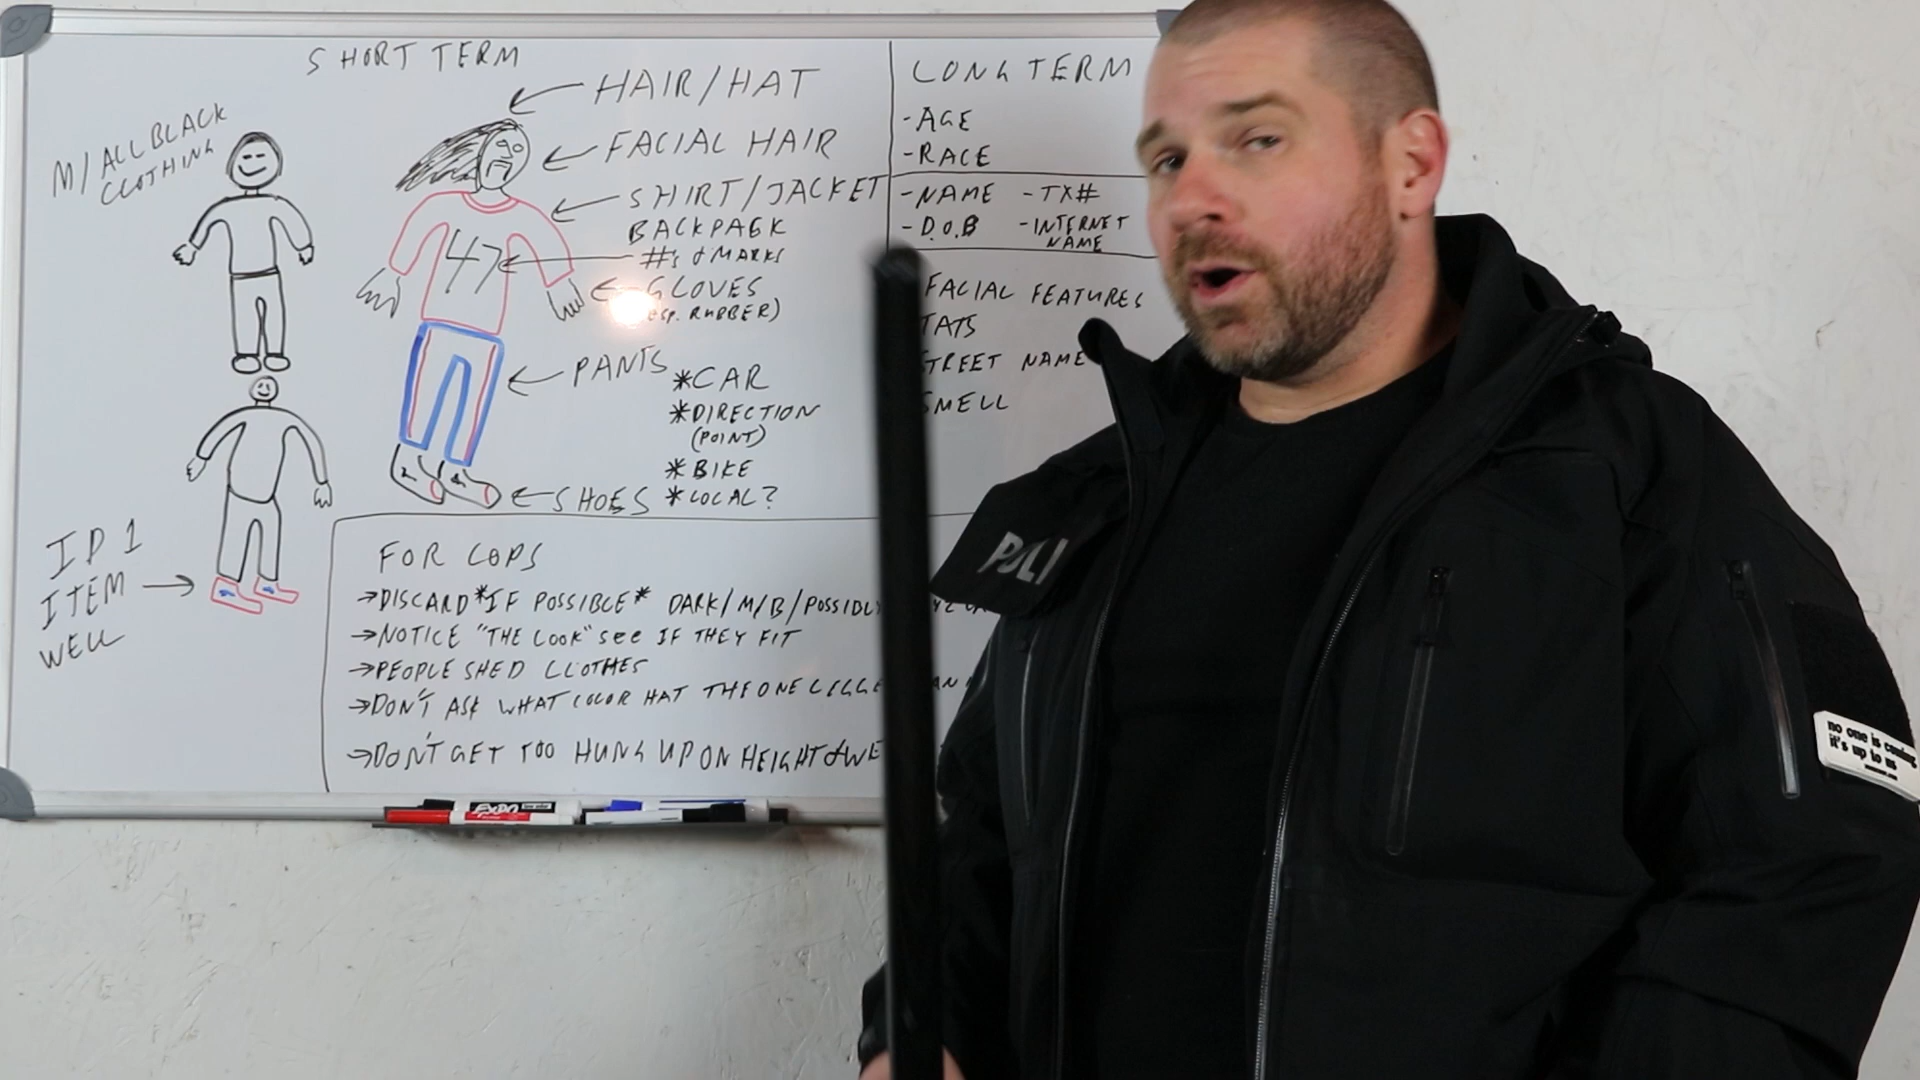 SHORT TERM
M/ALL BLACK
CLOTHING
HAIR/HAT
FACIAL HAIR
SHIRT/JACKET
BACKPACK
#'s & MARKS
47
GLOVES
(esp. RUBBER)
PANTS
*CAR
*DIRECTION
(POINT)
*BIKE
*LOCAL?
SHOES
ID 1
ITEM
WELL
LONG TERM
-AGE
-RACE
-NAME -TX#
-D.O.B -INTERNET
NAME
FACIAL FEATURES
TATS
STREET NAME
SMELL
FOR COPS
→DISCARD *IF POSSIBLE* DARK/M/B/POSSIBLY
→NOTICE "THE LOOK" see IF THEY FIT
→PEOPLE SHED CLOTHES
→DON'T ASK WHAT COLOR HAT THE ONE LEGGE
→DON'T GET TOO HUNG UP ON HEIGHT & WE
EXPO
POLI
no one is coming
it's up to us